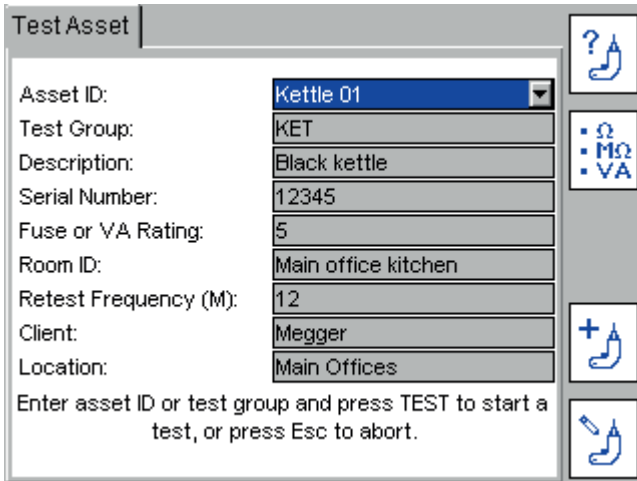 Test Asset
?
Asset ID: Kettle 01
Test Group: KET
• Ω
Description: Black kettle
• MΩ
• VA
Serial Number: 12345
Fuse or VA Rating: 5
Room ID: Main office kitchen
Retest Frequency (M): 12
Client: Megger
+
Location: Main Offices
Enter asset ID or test group and press TEST to start a
test, or press Esc to abort.